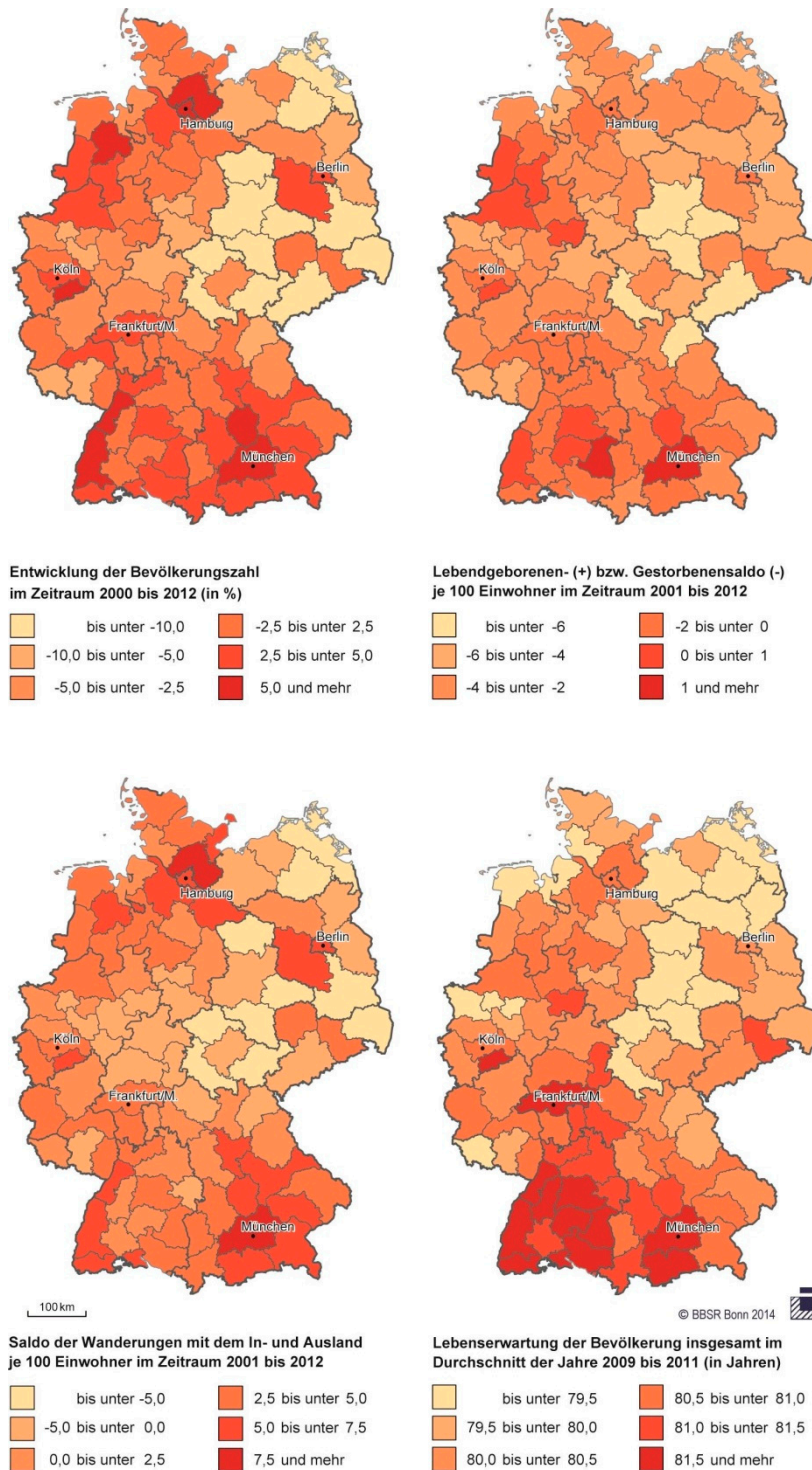 Hamburg
Berlin
Köln
Frankfurt/M.
München
Entwicklung der Bevölkerungszahl
im Zeitraum 2000 bis 2012 (in %)
bis unter -10,0
-10,0 bis unter -5,0
-5,0 bis unter -2,5
-2,5 bis unter 2,5
2,5 bis unter 5,0
5,0 und mehr
Hamburg
Berlin
Köln
Frankfurt/M.
München
Lebendgeborenen- (+) bzw. Gestorbenensaldo (-)
je 100 Einwohner im Zeitraum 2001 bis 2012
bis unter -6
-6 bis unter -4
-4 bis unter -2
-2 bis unter 0
0 bis unter 1
1 und mehr
Hamburg
Berlin
Köln
Frankfurt/M.
München
100 km
Saldo der Wanderungen mit dem In- und Ausland
je 100 Einwohner im Zeitraum 2001 bis 2012
bis unter -5,0
-5,0 bis unter 0,0
0,0 bis unter 2,5
2,5 bis unter 5,0
5,0 bis unter 7,5
7,5 und mehr
Hamburg
Berlin
Köln
Frankfurt/M.
München
© BBSR Bonn 2014
Lebenserwartung der Bevölkerung insgesamt im
Durchschnitt der Jahre 2009 bis 2011 (in Jahren)
bis unter 79,5
79,5 bis unter 80,0
80,0 bis unter 80,5
80,5 bis unter 81,0
81,0 bis unter 81,5
81,5 und mehr